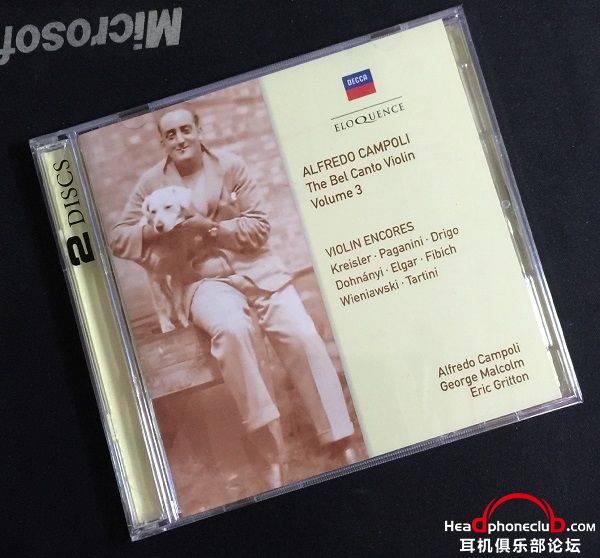 Microsof
DECCA
ELOQUENCE
ALFREDO CAMPOLI
The Bel Canto Violin
Volume 3
VIOLIN ENCORES
Kreisler · Paganini · Drigo
Dohnányi · Elgar · Fibich
Wieniawski · Tartini
Alfredo Campoli
George Malcolm
Eric Gritton
2 DISCS
HeadphoneclubD.com
耳机俱乐部论坛